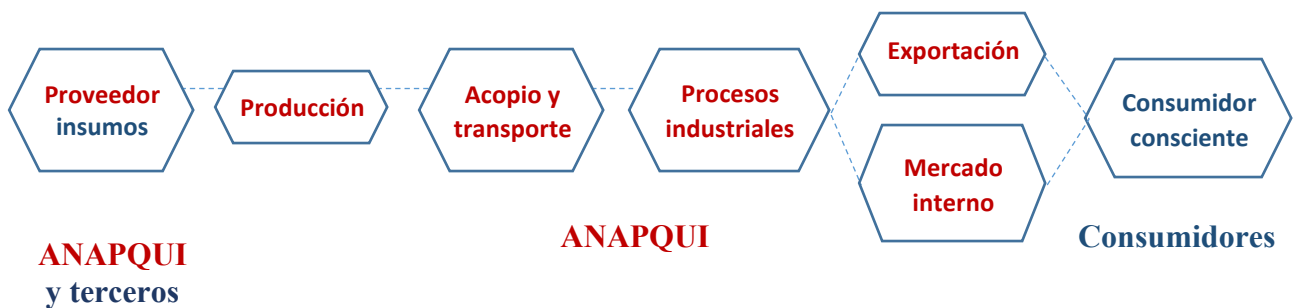 Proveedor
insumos
Producción
Acopio y
transporte
Procesos
industriales
Exportación
Mercado
interno
Consumidor
consciente
ANAPQUI
y terceros
ANAPQUI
Consumidores